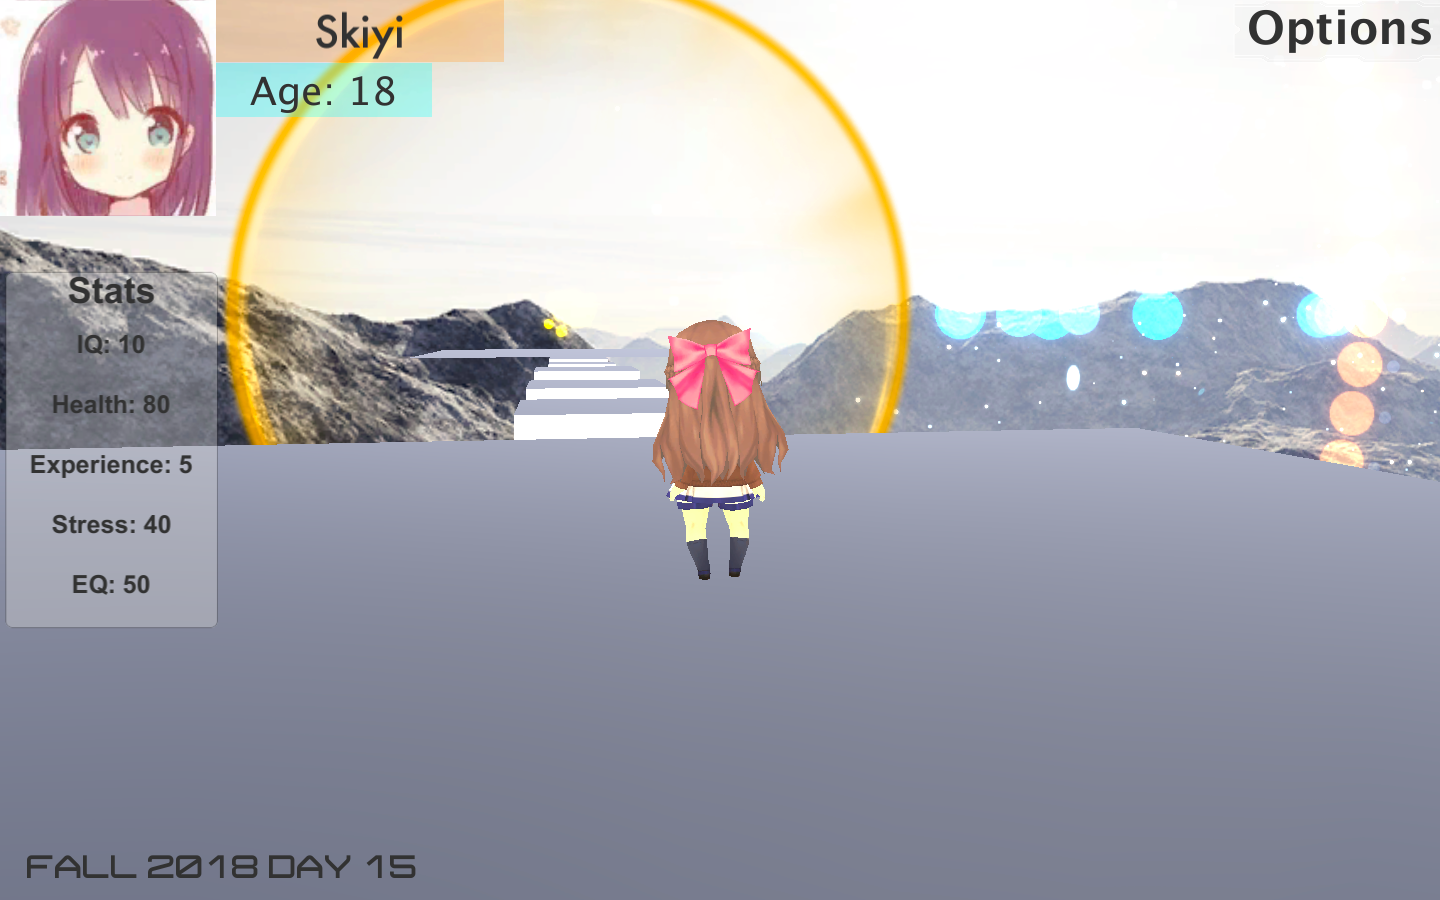 Skiyi
Age: 18
Options
Stats
IQ: 10
Health: 80
Experience: 5
Stress: 40
EQ: 50
FALL 2018 DAY 15